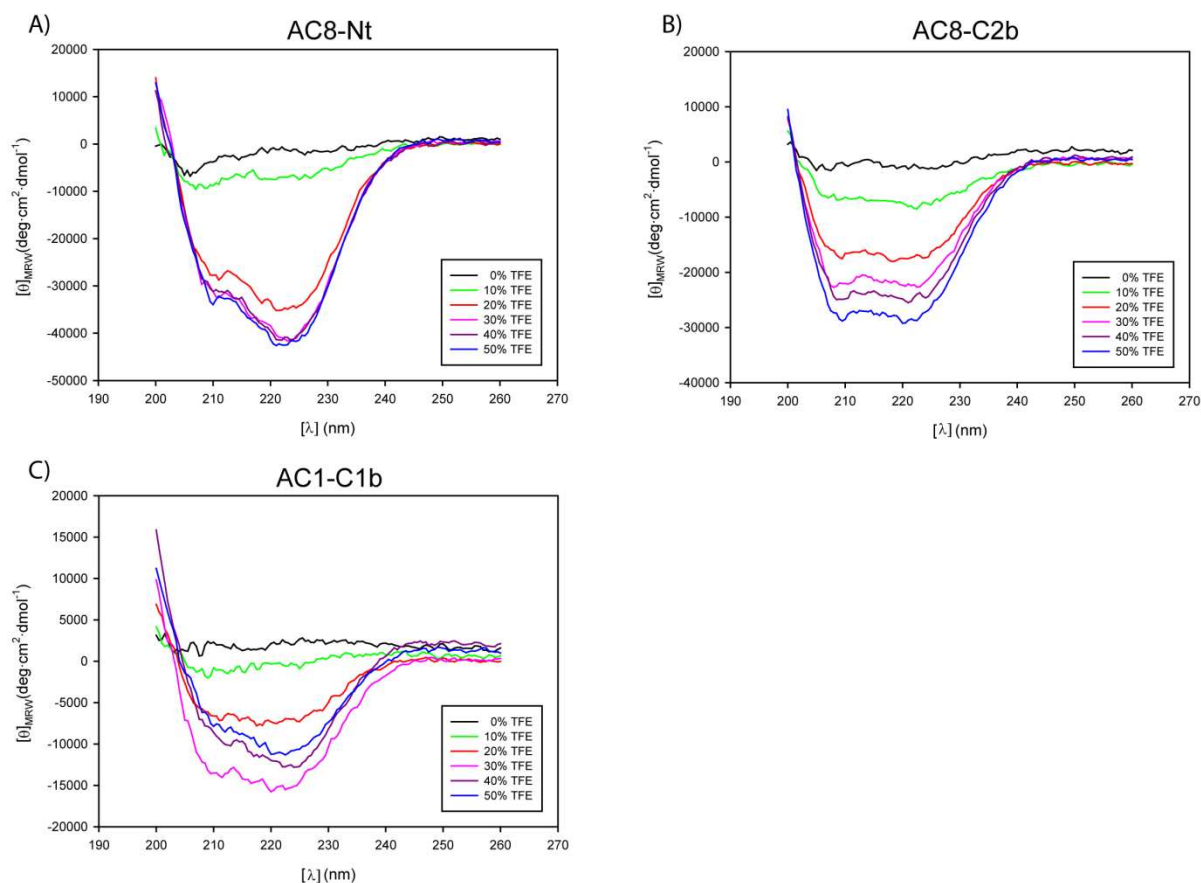 A)
AC8-Nt
20000
10000
0
-10000
-20000
-30000
-40000
-50000
[θ]MRW(deg·cm²·dmol⁻¹)
0% TFE
10% TFE
20% TFE
30% TFE
40% TFE
50% TFE
190 200 210 220 230 240 250 260 270
[λ] (nm)
B)
AC8-C2b
20000
10000
0
-10000
-20000
-30000
-40000
[θ]MRW(deg·cm²·dmol⁻¹)
0% TFE
10% TFE
20% TFE
30% TFE
40% TFE
50% TFE
190 200 210 220 230 240 250 260 270
[λ] (nm)
C)
AC1-C1b
20000
15000
10000
5000
0
-5000
-10000
-15000
-20000
[θ]MRW(deg·cm²·dmol⁻¹)
0% TFE
10% TFE
20% TFE
30% TFE
40% TFE
50% TFE
190 200 210 220 230 240 250 260 270
[λ] (nm)